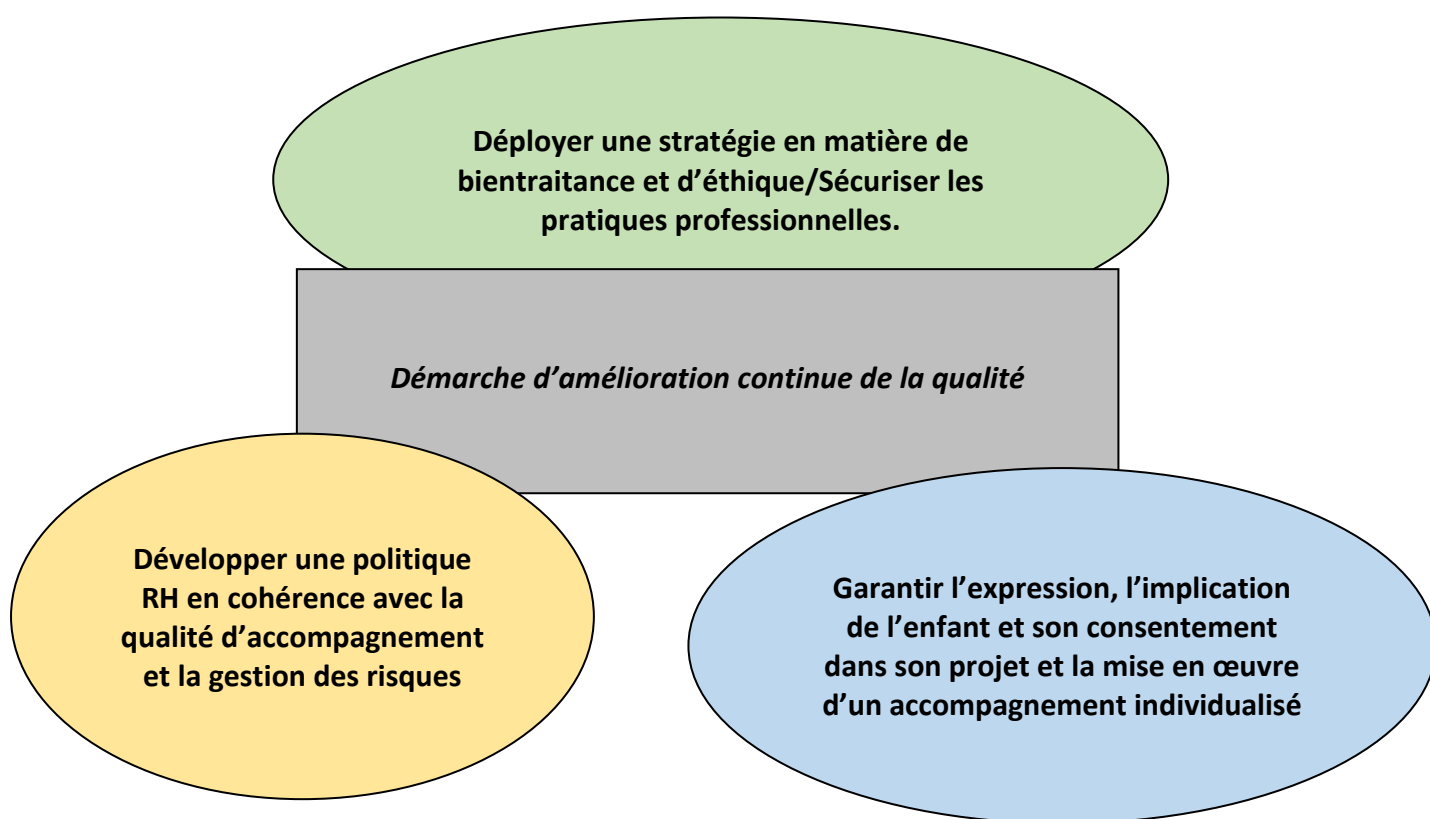 Déployer une stratégie en matière de
bientraitance et d’éthique/Sécuriser les
pratiques professionnelles.
Démarche d’amélioration continue de la qualité
Développer une politique
RH en cohérence avec la
qualité d’accompagnement
et la gestion des risques
Garantir l’expression, l’implication
de l’enfant et son consentement
dans son projet et la mise en œuvre
d’un accompagnement individualisé